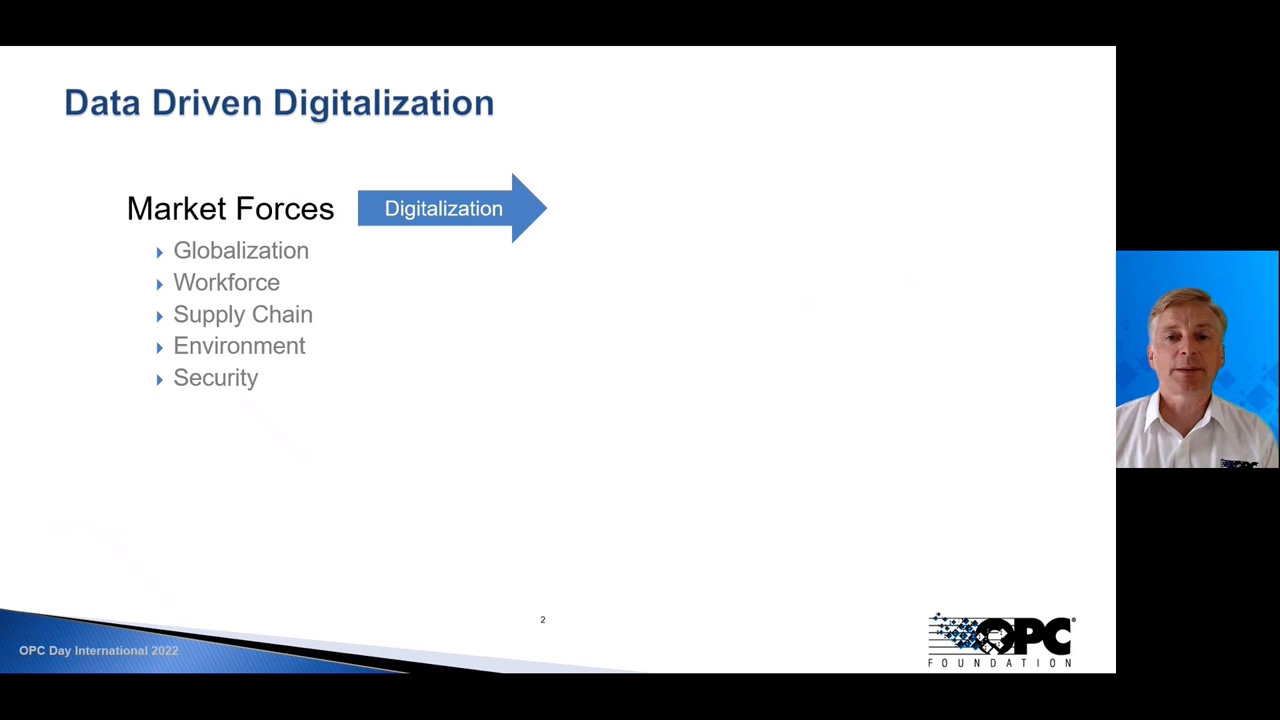 Data Driven Digitalization
Market Forces
Digitalization
Globalization
Workforce
Supply Chain
Environment
Security
2
OPC Day International 2022
OPC®
FOUNDATION
OPC